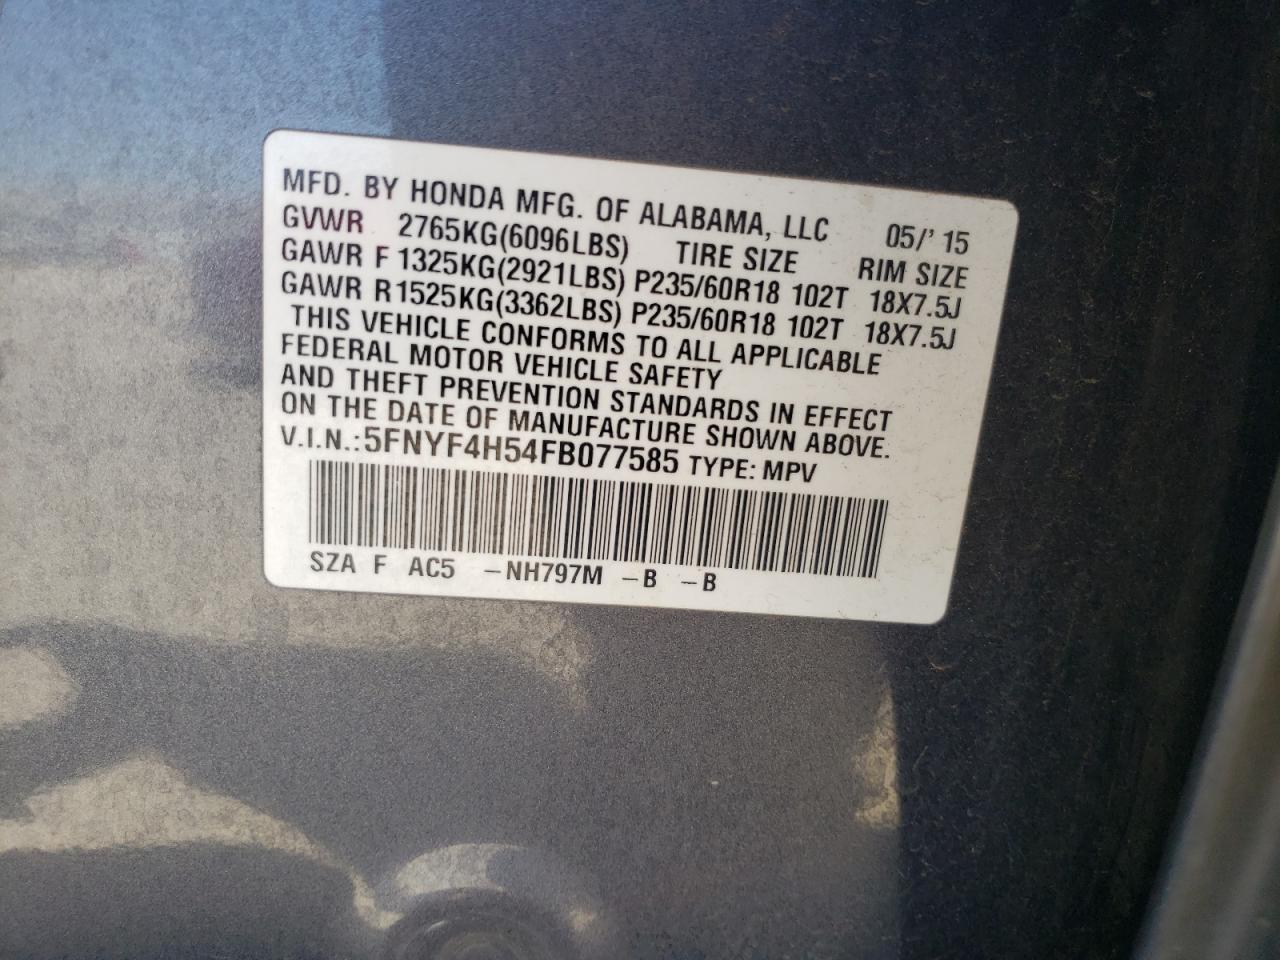 MFD. BY HONDA MFG. OF ALABAMA, LLC 05/' 15
GVWR 2765KG(6096LBS) TIRE SIZE RIM SIZE
GAWR F 1325KG(2921LBS) P235/60R18 102T 18X7.5J
GAWR R1525KG(3362LBS) P235/60R18 102T 18X7.5J
THIS VEHICLE CONFORMS TO ALL APPLICABLE
FEDERAL MOTOR VEHICLE SAFETY
AND THEFT PREVENTION STANDARDS IN EFFECT
ON THE DATE OF MANUFACTURE SHOWN ABOVE.
V.I.N.:5FNYF4H54FB077585 TYPE: MPV
SZA F AC5 –NH797M –B –B